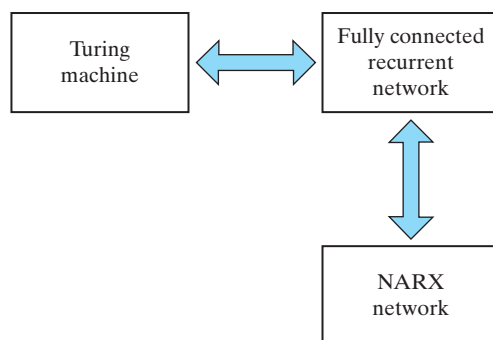 Turing
machine
Fully connected
recurrent
network
NARX
network